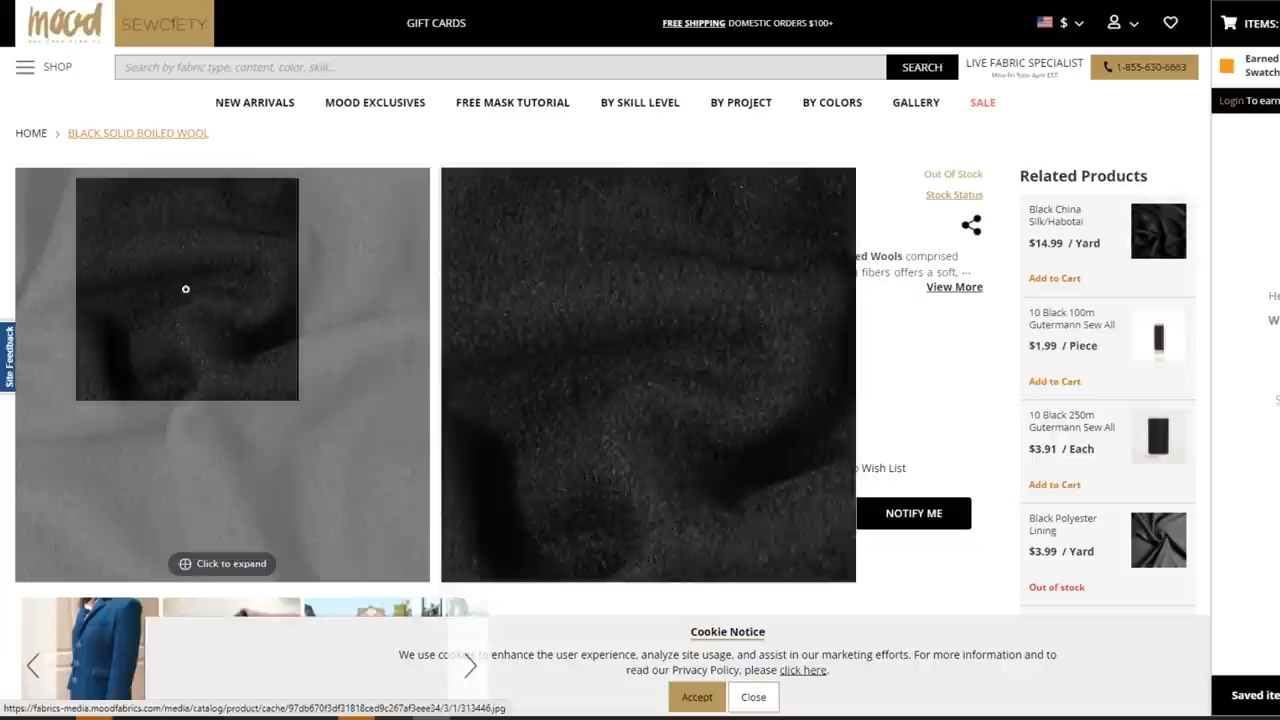 mood
SEWCIETY
GIFT CARDS
FREE SHIPPING DOMESTIC ORDERS $100+
$
ITEMS:
SHOP
Search by fabric type, content, color, skill...
SEARCH
LIVE FABRIC SPECIALIST
Mon-Fri 9am-4pm EST
1-855-630-6663
Earned
Swatch
Login To earn
NEW ARRIVALS
MOOD EXCLUSIVES
FREE MASK TUTORIAL
BY SKILL LEVEL
BY PROJECT
BY COLORS
GALLERY
SALE
HOME > BLACK SOLID BOILED WOOL
Out Of Stock
Stock Status
ed Wools comprised
fibers offers a soft, ...
View More
Wish List
NOTIFY ME
Click to expand
Site Feedback
Related Products
Black China
Silk/Habotai
$14.99 / Yard
Add to Cart
10 Black 100m
Gutermann Sew All
$1.99 / Piece
Add to Cart
10 Black 250m
Gutermann Sew All
$3.91 / Each
Add to Cart
Black Polyester
Lining
$3.99 / Yard
Out of stock
He
W
Cookie Notice
We use cookies to enhance the user experience, analyze site usage, and assist in our marketing efforts. For more information and to
read our Privacy Policy, please click here.
Accept
Close
Saved ite
https://fabrics-media.moodfabrics.com/media/catalog/product/cache/97db670f3df31818ced9c267af3eee34/3/1/313446.jpg